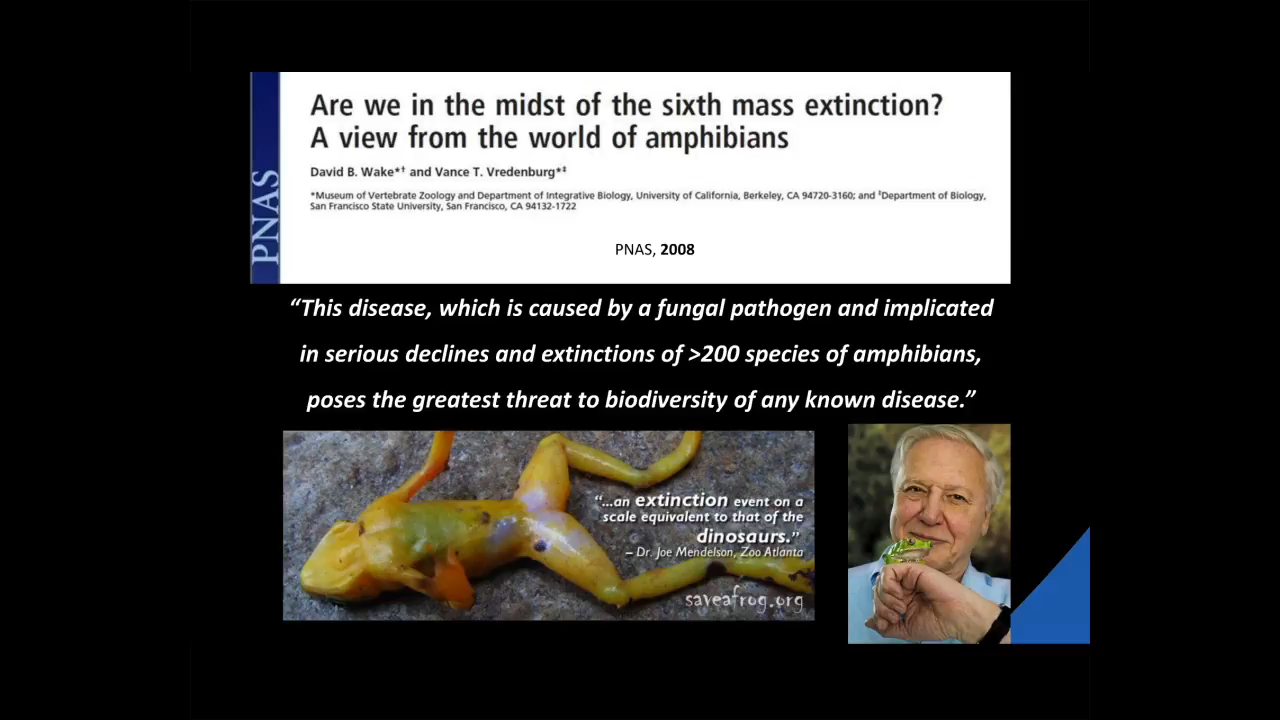 PNAS
Are we in the midst of the sixth mass extinction?
A view from the world of amphibians
David B. Wake*† and Vance T. Vredenburg*‡
*Museum of Vertebrate Zoology and Department of Integrative Biology, University of California, Berkeley, CA 94720-3160; and ‡Department of Biology,
San Francisco State University, San Francisco, CA 94132-1722
PNAS, 2008
“This disease, which is caused by a fungal pathogen and implicated
in serious declines and extinctions of >200 species of amphibians,
poses the greatest threat to biodiversity of any known disease.”
“...an extinction event on a
scale equivalent to that of the
dinosaurs.”
– Dr. Joe Mendelson, Zoo Atlanta
saveafrog.org